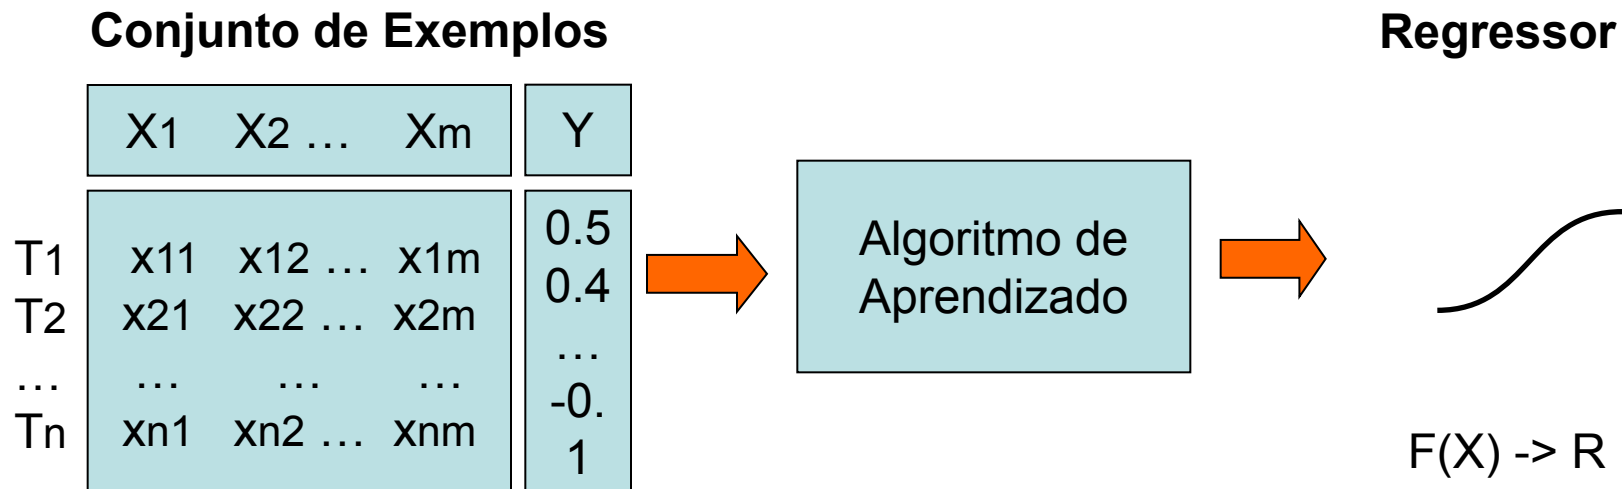 Conjunto de Exemplos
Regressor
X1 X2 … Xm Y
T1 x11 x12 … x1m 0.5
T2 x21 x22 … x2m 0.4
… … … … …
Tn xn1 xn2 … xnm -0.
1
Algoritmo de
Aprendizado
F(X) -> R